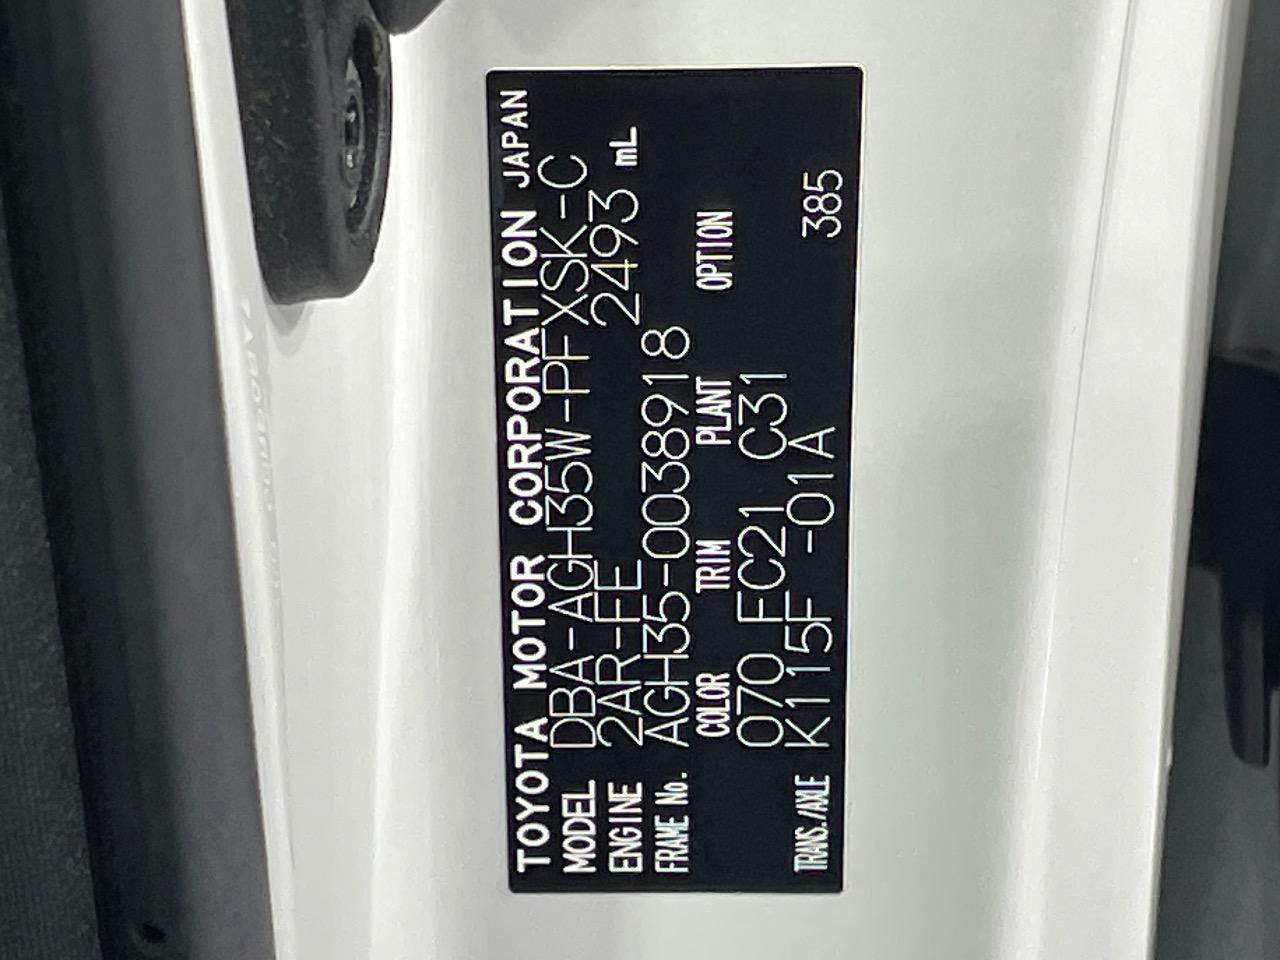 TOYOTA MOTOR CORPORATION JAPAN
MODEL DBA-AGH35W-PFXSK-C
ENGINE 2AR-FE 2493 mL
FRAME No. AGH35-0038918
COLOR TRIM PLANT OPTION
070 FC21 C31
TRANS./AXLE K115F -01A 385